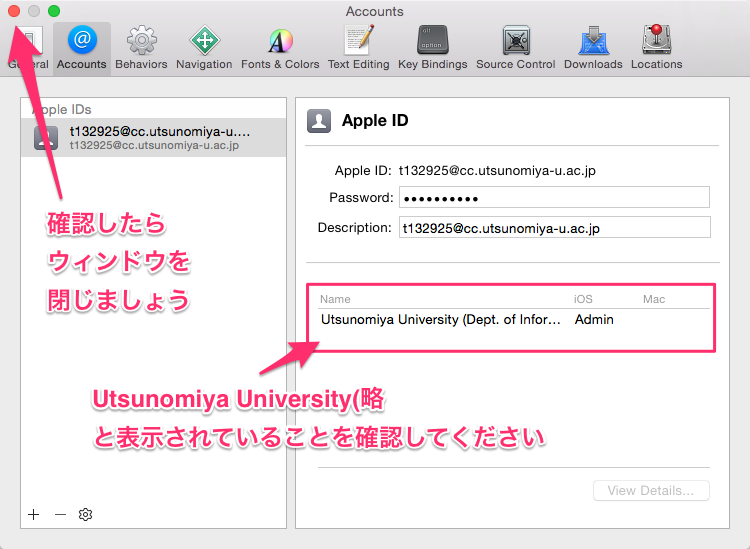 Accounts
General
Accounts
Behaviors
Navigation
Fonts & Colors
Text Editing
Key Bindings
Source Control
Downloads
Locations
option
Apple IDs
t132925@cc.utsunomiya-u....
t132925@cc.utsunomiya-u.ac.jp
確認したら
ウィンドウを
閉じましょう
Apple ID
Apple ID: t132925@cc.utsunomiya-u.ac.jp
Password: ●●●●●●●●●●
Description: t132925@cc.utsunomiya-u.ac.jp
Name iOS Mac
Utsunomiya University (Dept. of Infor... Admin
Utsunomiya University(略
と表示されていることを確認してください
View Details...